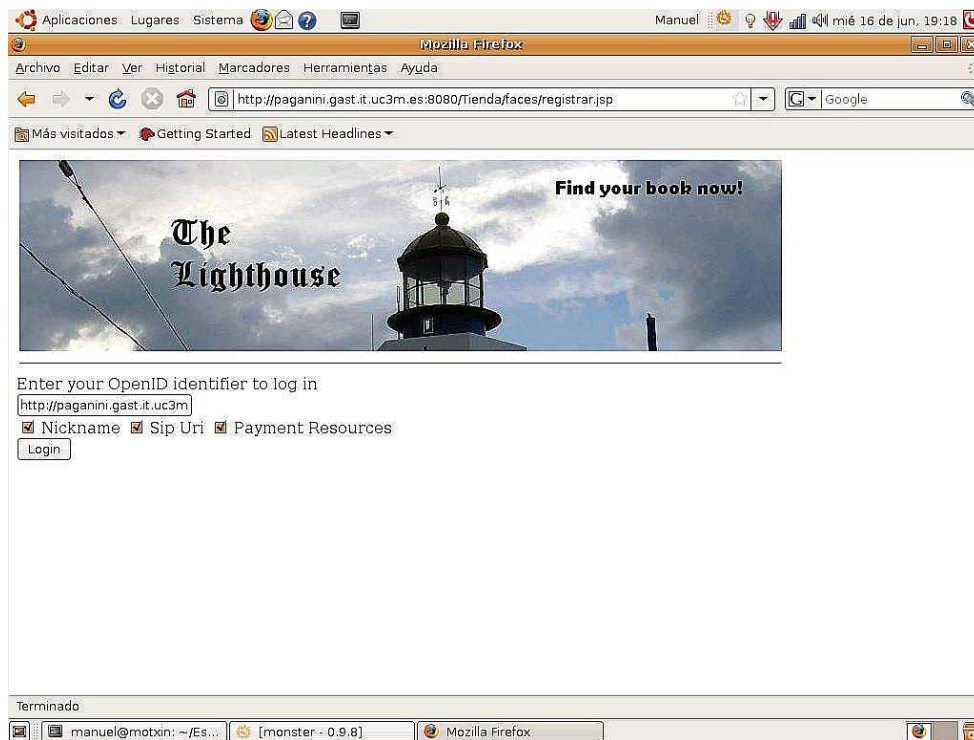 Aplicaciones Lugares Sistema
Manuel
mié 16 de jun, 19:18
Mozilla Firefox
Archivo Editar Ver Historial Marcadores Herramientas Ayuda
http://paganini.gast.it.uc3m.es:8080/Tienda/faces/registrar.jsp
G Google
Más visitados Getting Started Latest Headlines
Find your book now!
The
Lighthouse
Enter your OpenID identifier to log in
http://paganini.gast.it.uc3m
Nickname Sip Uri Payment Resources
Login
Terminado
manuel@motxin: ~/Es... [monster - 0.9.8] Mozilla Firefox